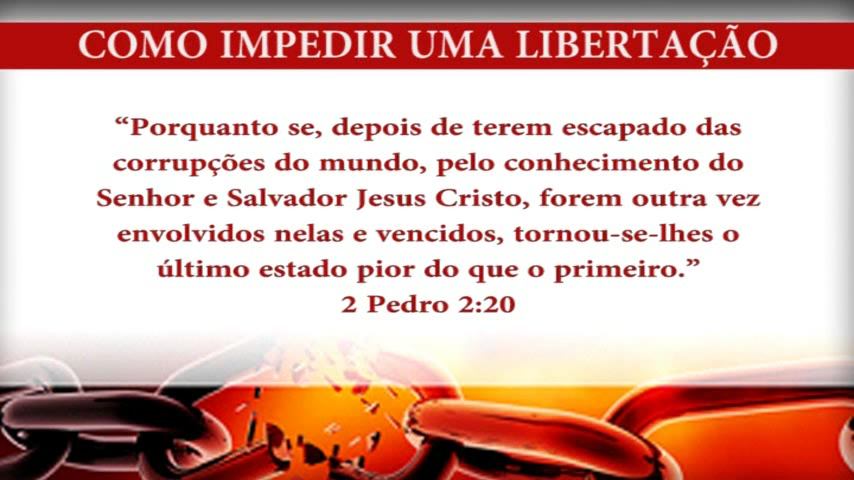 COMO IMPEDIR UMA LIBERTAÇÃO
“Porquanto se, depois de terem escapado das
corrupções do mundo, pelo conhecimento do
Senhor e Salvador Jesus Cristo, forem outra vez
envolvidos nelas e vencidos, tornou-se-lhes o
último estado pior do que o primeiro.”
2 Pedro 2:20